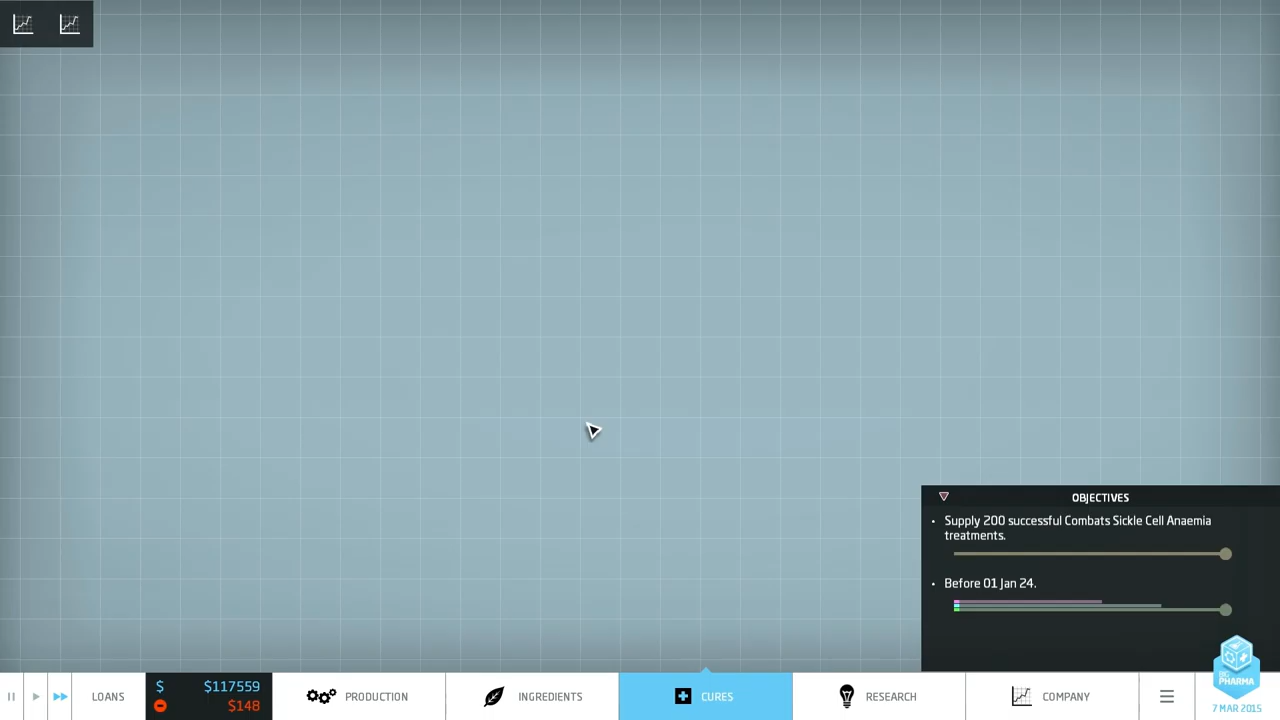 OBJECTIVES
• Supply 200 successful Combats Sickle Cell Anaemia
treatments.
• Before 01 Jan 24.
LOANS
$ $117559
$148
PRODUCTION
INGREDIENTS
CURES
RESEARCH
COMPANY
BIG
PHARMA
7 MAR 2015